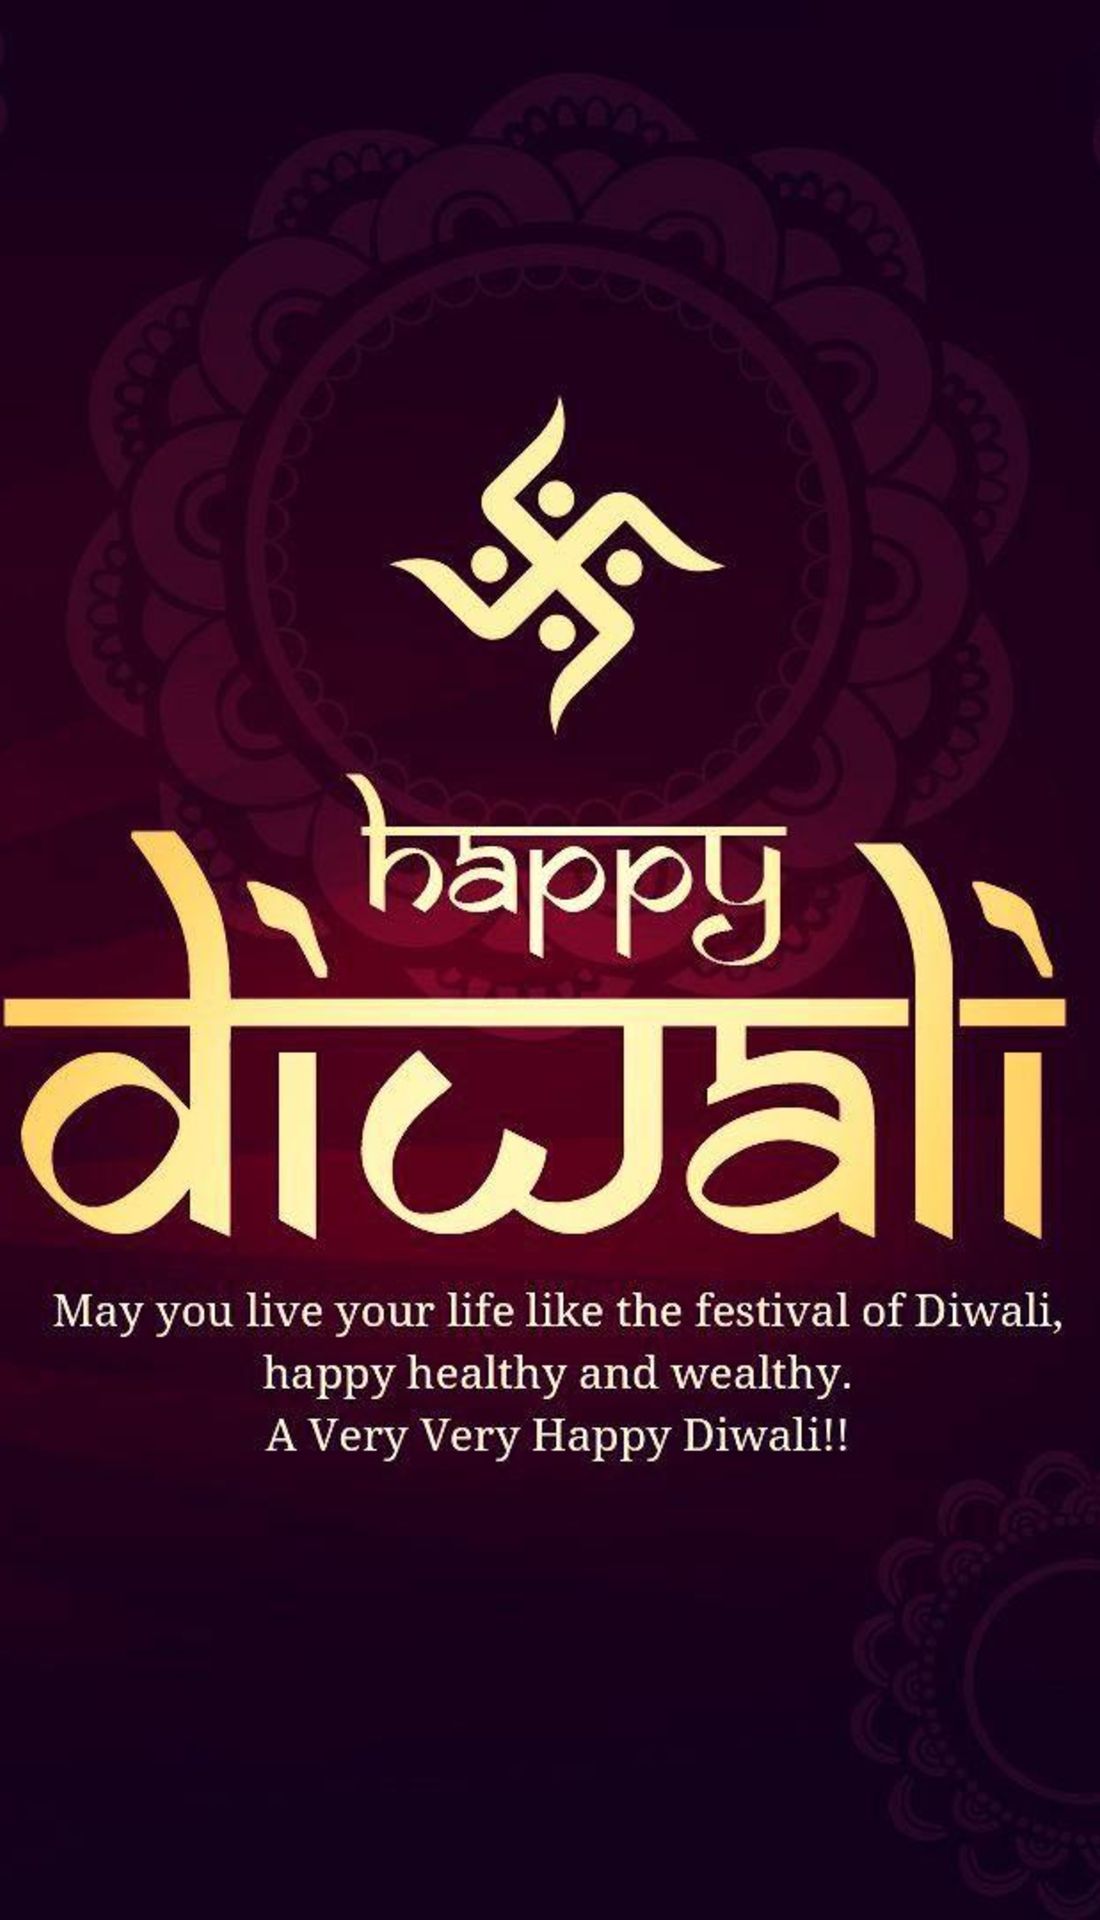 happy
diwali
May you live your life like the festival of Diwali,
happy healthy and wealthy.
A Very Very Happy Diwali!!